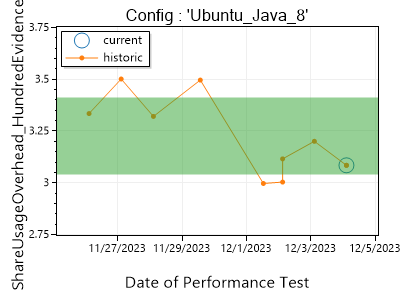 Config : 'Ubuntu_Java_8'
current
historic
ShareUsageOverhead_HundredEvidence
3.75
3.5
3.25
3
2.75
11/27/2023
11/29/2023
12/1/2023
12/3/2023
12/5/2023
Date of Performance Test